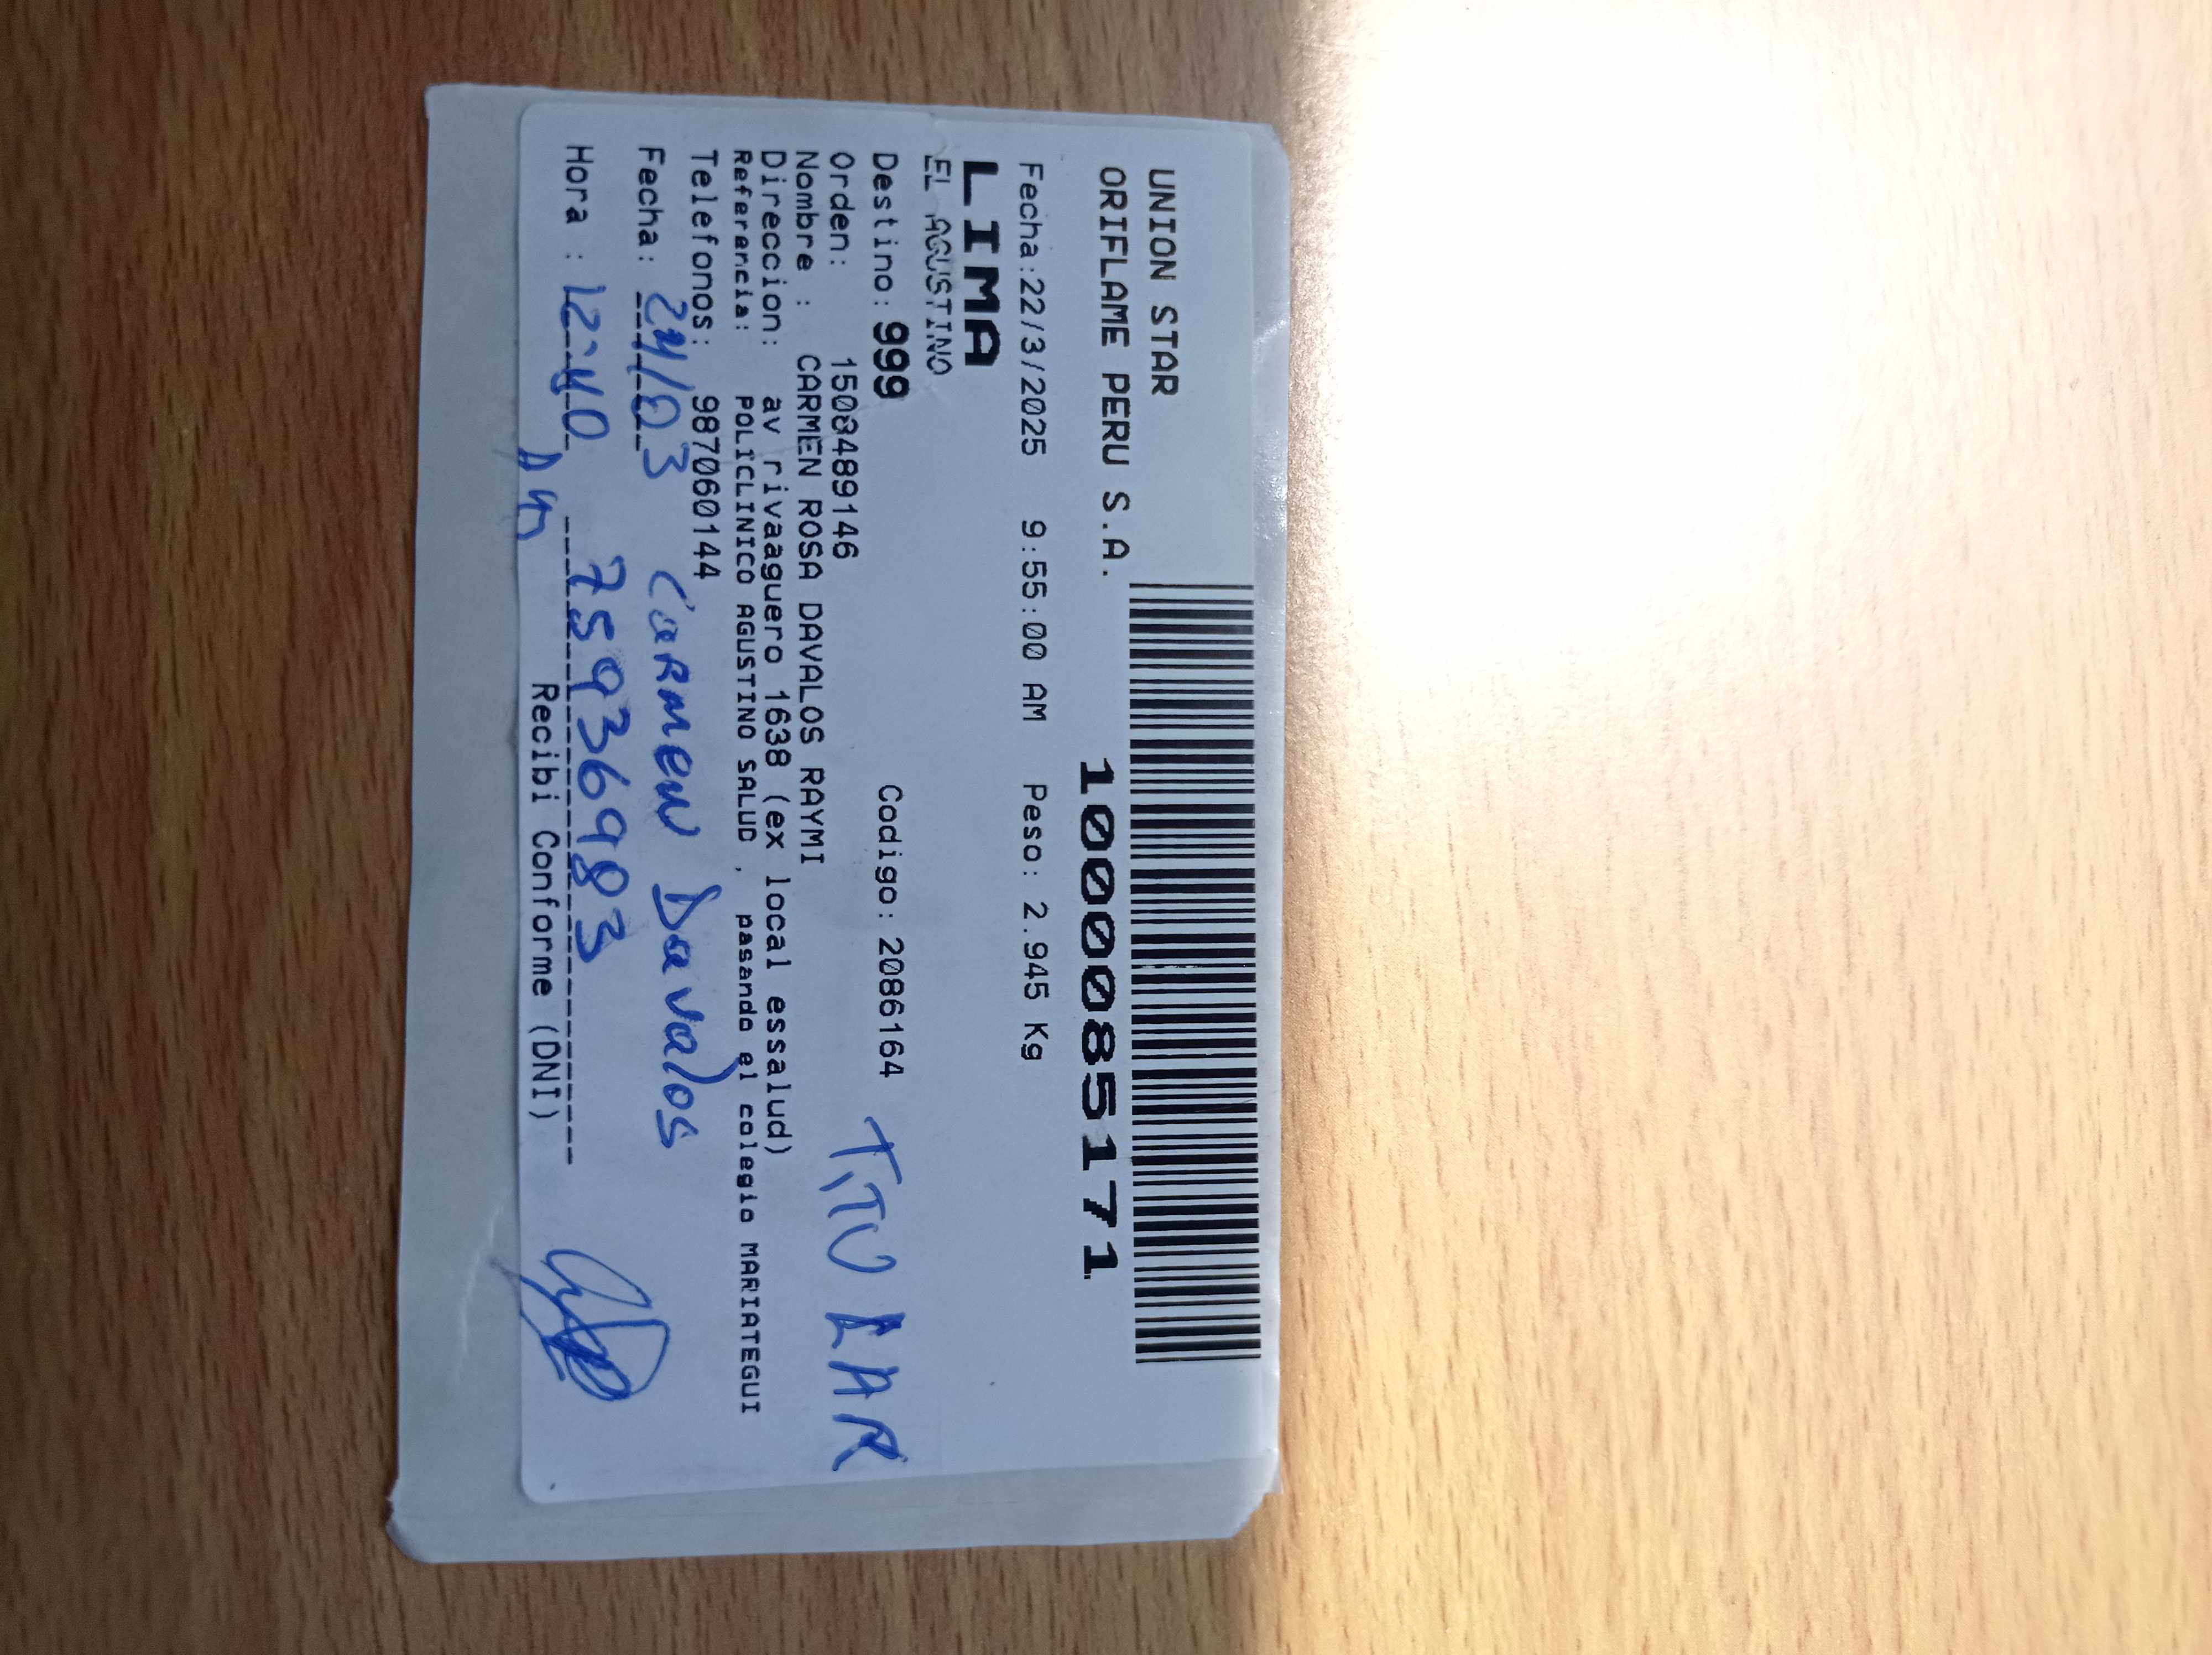 UNION STAR
ORIFLAME PERU S.A.
1000085171
Fecha:22/3/2025 9:55:00 AM Peso: 2.945 Kg
LIMA
EL AGUSTINO
Destino: 999 Codigo: 2086164
TITULAR
Orden: 15084489146
Nombre : CARMEN ROSA DAVALOS RAYMI
Direccion: av rivaaguero 1638 (ex local essalud)
Referencia: POLICLINICO AGUSTINO SALUD , pasando el colegio MARIATEGUI
Telefonos: 987060144
Fecha: 24/03 Carmen Davalos
Hora : 12:40 75936983
Recibi Conforme (DNI)